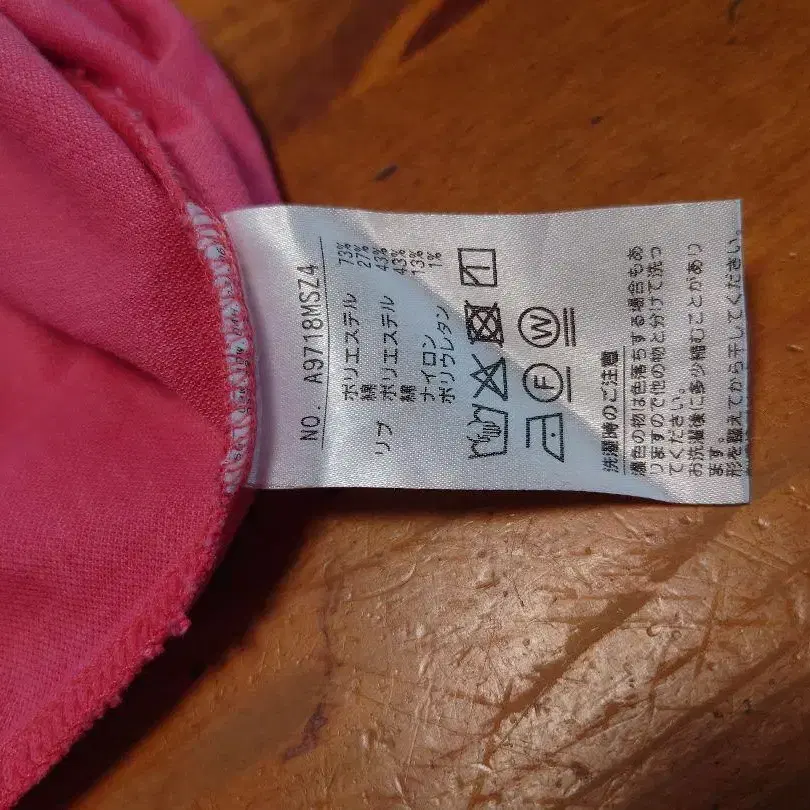 NO. A9718MSZ4
ポリエステル 73%
綿 27%
リブ ポリエステル 43%
綿 43%
ナイロン 13%
ポリウレタン 1%
F W
洗濯時のご注意
濃色の物は色落ちする場合もあ
りますので他の物と分けて洗っ
てください。
お洗濯後に多少縮むことがあり
ます。
形を整えてから干してください。